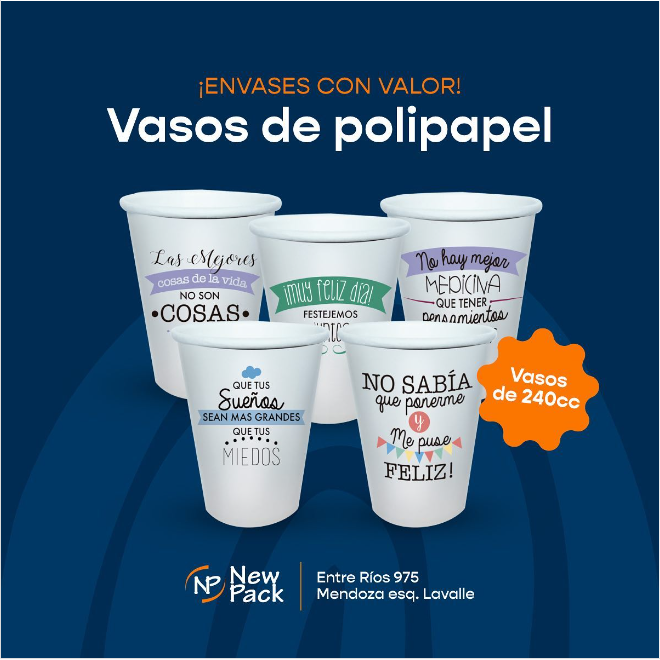 ¡ENVASES CON VALOR!
Vasos de polipapel
Las Mejores
cosas de la vida
NO SON
•COSAS•
¡MUY FELIZ DÍA!
FESTEJEMOS
No hay mejor
MEDICINA
QUE TENER
pensamientos
QUE TUS
Sueños
SEAN MAS GRANDES
QUE TUS
MIEDOS
NO SABÍA
que ponerme
y
Me puse
FELIZ!
Vasos
de 240cc
NP New
Pack
Entre Ríos 975
Mendoza esq. Lavalle